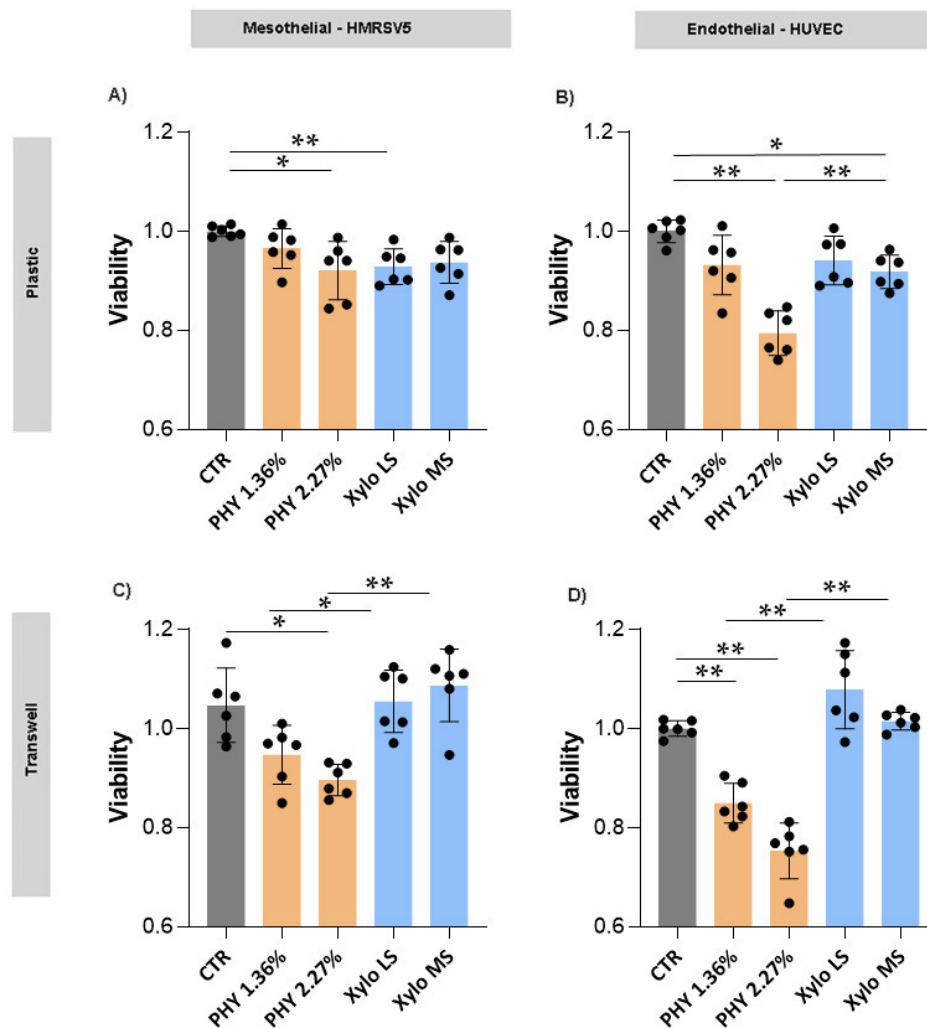 Mesothelial - HMRSV5
Endothelial - HUVEC
Plastic
A)
Viability
1.2
1.0
0.8
0.6
**
*
CTR
PHY 1.36%
PHY 2.27%
Xylo LS
Xylo MS
B)
Viability
1.2
1.0
0.8
0.6
*
** **
CTR
PHY 1.36%
PHY 2.27%
Xylo LS
Xylo MS
Transwell
C)
Viability
1.2
1.0
0.8
0.6
**
*
*
CTR
PHY 1.36%
PHY 2.27%
Xylo LS
Xylo MS
D)
Viability
1.2
1.0
0.8
0.6
**
**
**
**
CTR
PHY 1.36%
PHY 2.27%
Xylo LS
Xylo MS